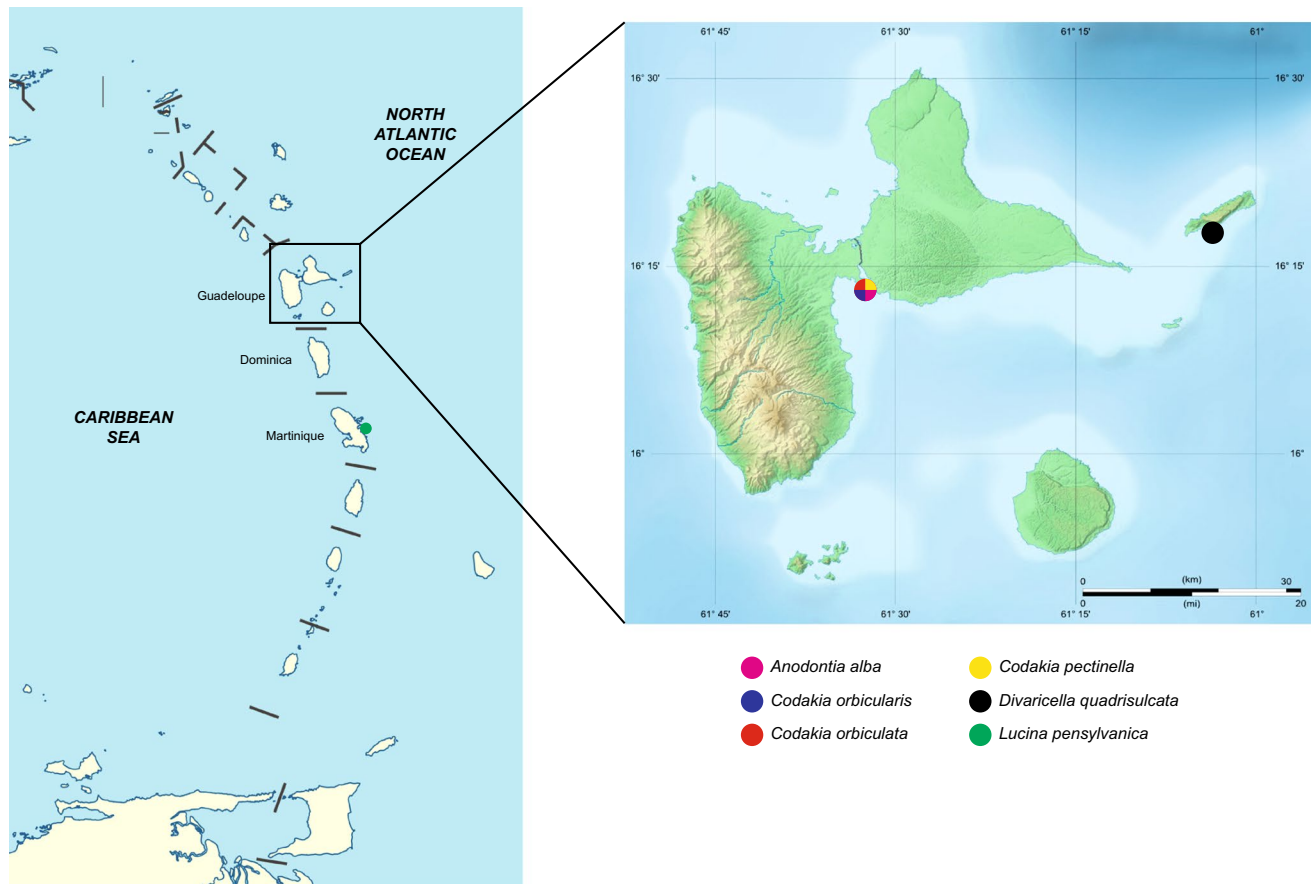 NORTH
ATLANTIC
OCEAN
Guadeloupe
Dominica
CARIBBEAN
SEA
Martinique
61° 45' 61° 30' 61° 15' 61°
16° 30' 16° 30'
16° 15' 16° 15'
16° 16°
0 (km) 30
0 (mi) 20
61° 45' 61° 30' 61° 15' 61°
Anodontia alba
Codakia orbicularis
Codakia orbiculata
Codakia pectinella
Divaricella quadrisulcata
Lucina pensylvanica